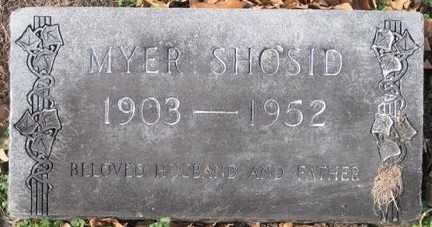 MYER SHOSID
1903 — 1952
BELOVED HUSBAND AND FATHER